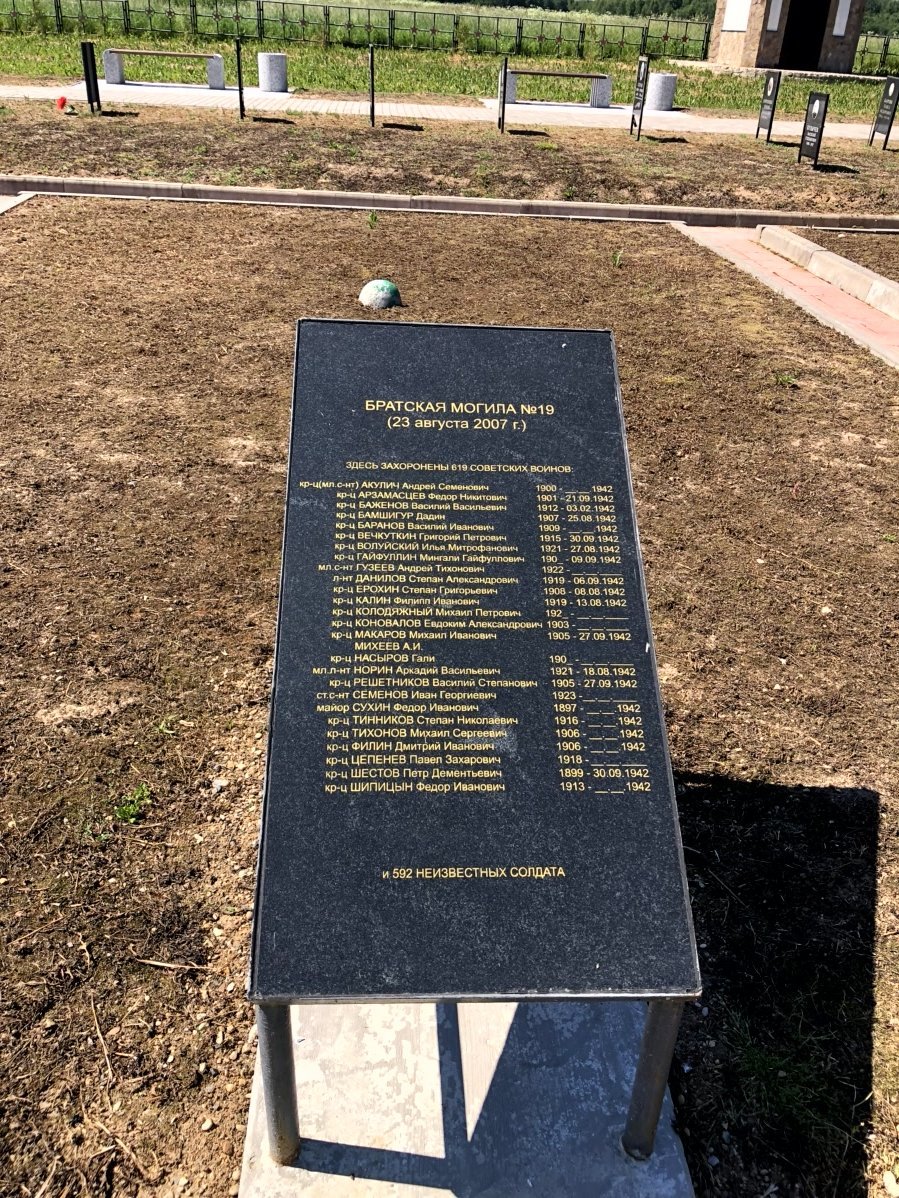 БРАТСКАЯ МОГИЛА №19
(23 августа 2007 г.)
ЗДЕСЬ ЗАХОРОНЕНЫ 619 СОВЕТСКИХ ВОИНОВ:
кр-ц(мл.с-нт) АКУЛИЧ Андрей Семенович 1900 - __.__.1942
кр-ц АРЗАМАСЦЕВ Федор Никитович 1901 - 21.09.1942
кр-ц БАЖЕНОВ Василий Васильевич 1912 - 03.02.1942
кр-ц БАМШИГУР Дадин 1907 - 25.08.1942
кр-ц БАРАНОВ Василий Иванович 1909 - __.__.1942
кр-ц ВЕЧКУТКИН Григорий Петрович 1915 - 30.09.1942
кр-ц ВОЛУЙСКИЙ Илья Митрофанович 1921 - 27.08.1942
кр-ц ГАЙФУЛЛИН Мингали Гайфуллович 190_ - 09.09.1942
мл.с-нт ГУЗЕЕВ Андрей Тихонович 1922 - __.__.____
л-нт ДАНИЛОВ Степан Александрович 1919 - 06.09.1942
кр-ц ЕРОХИН Степан Григорьевич 1908 - 08.08.1942
кр-ц КАЛИН Филипп Иванович 1919 - 13.08.1942
кр-ц КОЛОДЯЖНЫЙ Михаил Петрович 192_ - __.__.____
кр-ц КОНОВАЛОВ Евдоким Александрович 1903 - __.__.____
кр-ц МАКАРОВ Михаил Иванович 1905 - 27.09.1942
МИХЕЕВ А.И.
кр-ц НАСЫРОВ Гали 190_ - __.__.____
мл.л-нт НОРИН Аркадий Васильевич 1921 - 18.08.1942
кр-ц РЕШЕТНИКОВ Василий Степанович 1905 - 27.09.1942
ст.с-нт СЕМЕНОВ Иван Георгиевич 1923 - __.__.____
майор СУХИН Федор Иванович 1897 - __.__.1942
кр-ц ТИННИКОВ Степан Николаевич 1916 - __.__.1942
кр-ц ТИХОНОВ Михаил Сергеевич 1906 - __.__.1942
кр-ц ФИЛИН Дмитрий Иванович 1906 - __.__.1942
кр-ц ЦЕПЕНЕВ Павел Захарович 1918 - __.__.____
кр-ц ШЕСТОВ Петр Дементьевич 1899 - 30.09.1942
кр-ц ШИПИЦЫН Федор Иванович 1913 - __.__.1942
и 592 НЕИЗВЕСТНЫХ СОЛДАТА